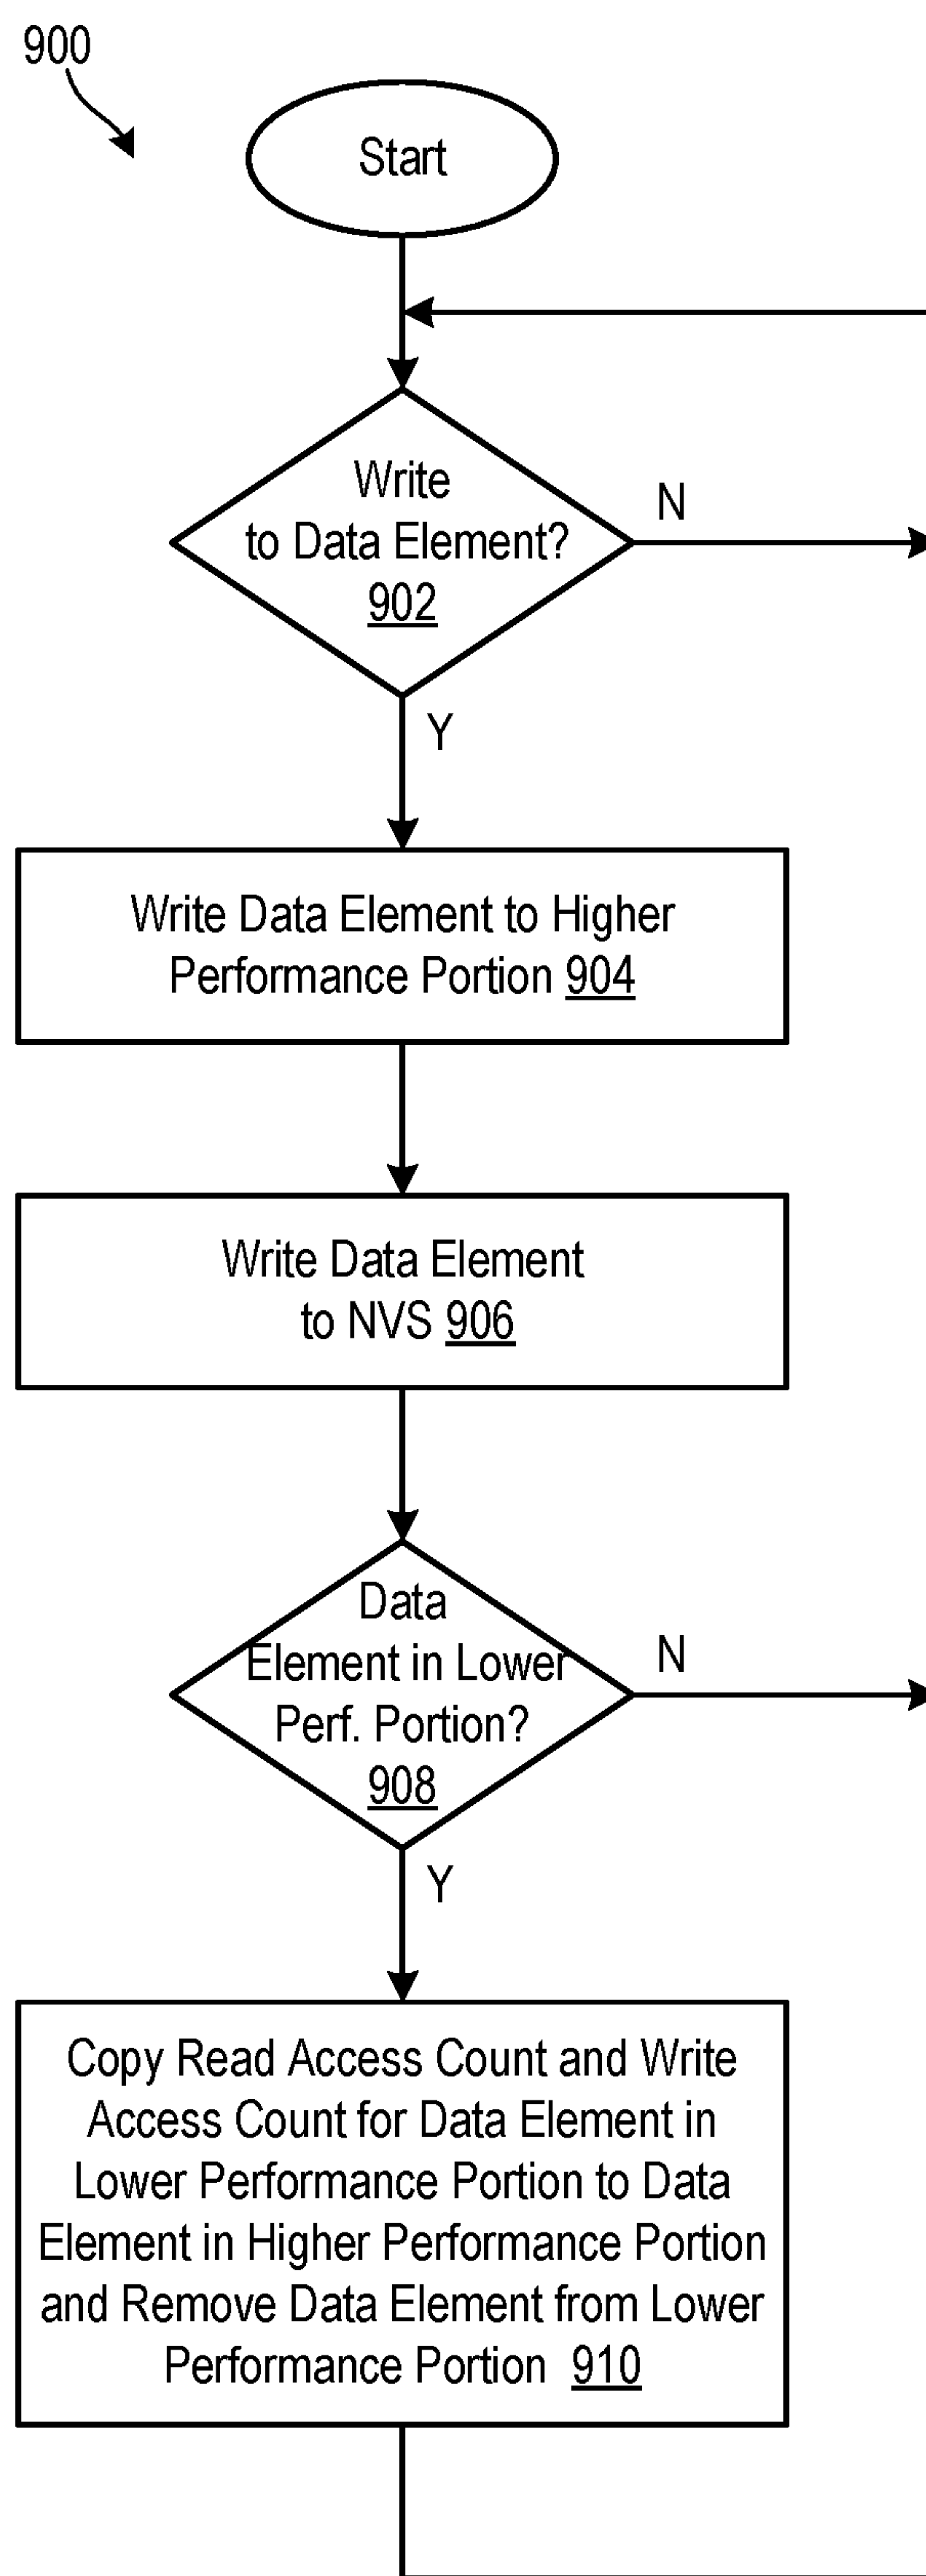 900
Start
Write
to Data Element?
902
N
Y
Write Data Element to Higher
Performance Portion 904
Write Data Element
to NVS 906
Data
Element in Lower
Perf. Portion?
908
N
Y
Copy Read Access Count and Write
Access Count for Data Element in
Lower Performance Portion to Data
Element in Higher Performance Portion
and Remove Data Element from Lower
Performance Portion 910